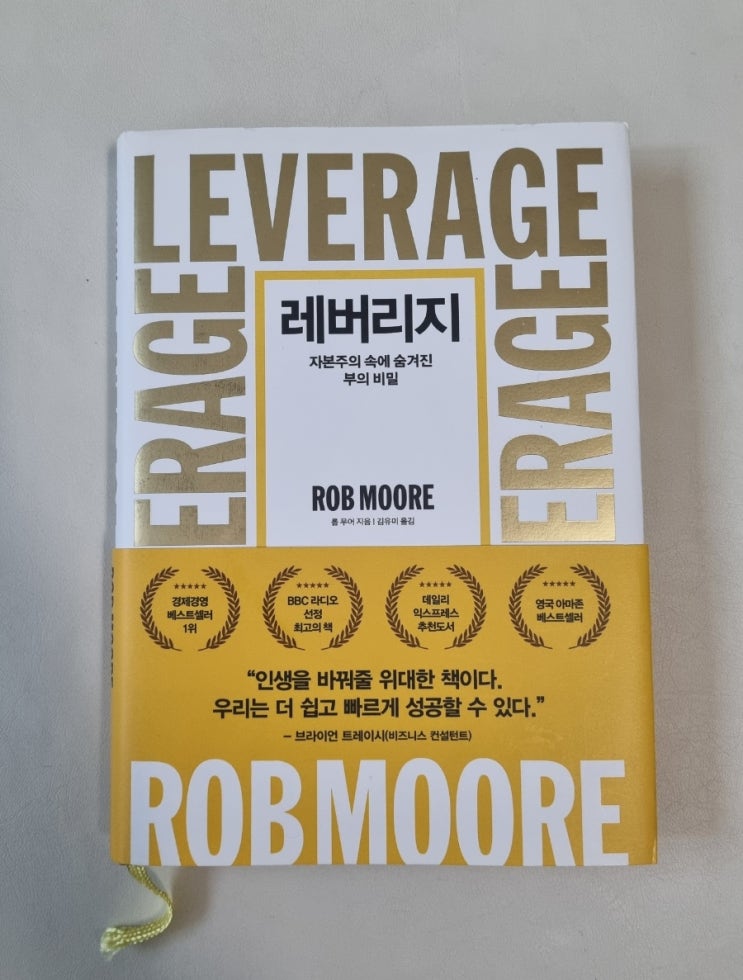 LEVERAGE
ERAGE
ERAGE
레버리지
자본주의 속에 숨겨진
부의 비밀
ROB MOORE
롭 무어 지음 | 김유미 옮김
★★★★★
경제경영
베스트셀러
1위
★★★★★
BBC 라디오
선정
최고의 책
★★★★★
데일리
익스프레스
추천도서
★★★★★
영국 아마존
베스트셀러
“인생을 바꿔줄 위대한 책이다.
우리는 더 쉽고 빠르게 성공할 수 있다.”
– 브라이언 트레이시(비즈니스 컨설턴트)
ROB MOORE